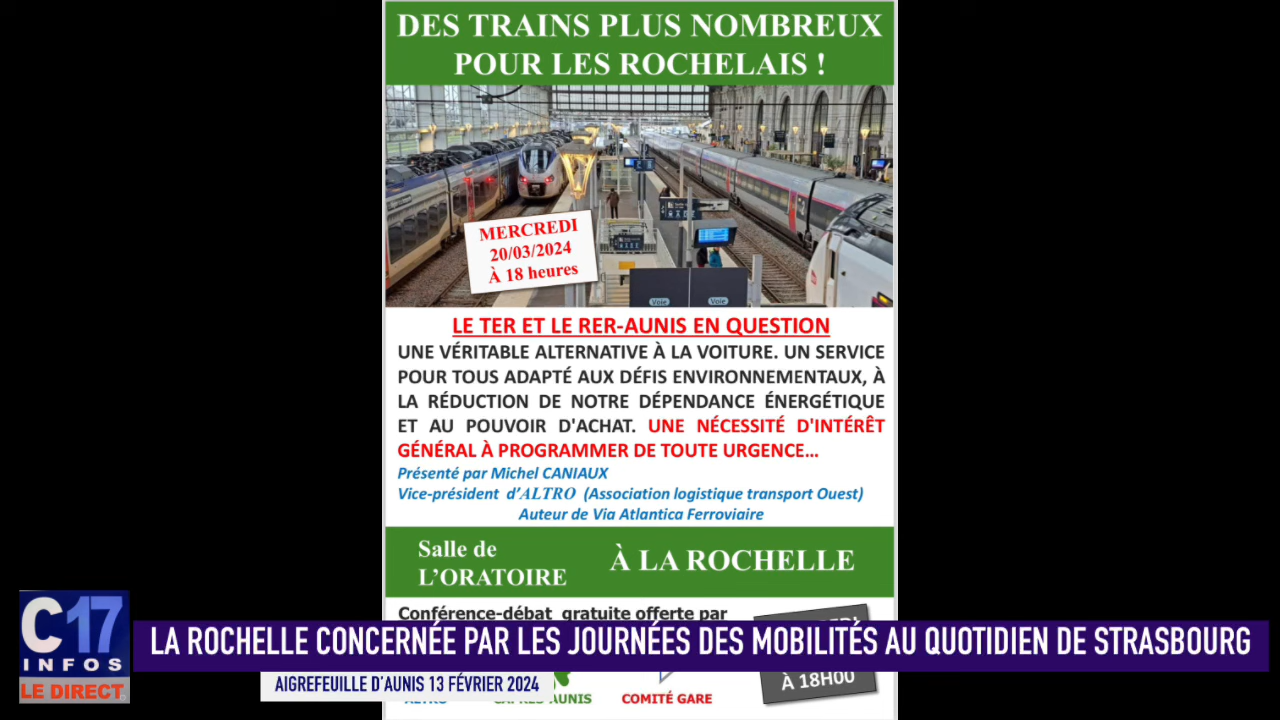 DES TRAINS PLUS NOMBREUX
POUR LES ROCHELAIS !
MERCREDI
20/03/2024
À 18 heures
Voie
Voie
LE TER ET LE RER-AUNIS EN QUESTION
UNE VÉRITABLE ALTERNATIVE À LA VOITURE. UN SERVICE
POUR TOUS ADAPTÉ AUX DÉFIS ENVIRONNEMENTAUX, À
LA RÉDUCTION DE NOTRE DÉPENDANCE ÉNERGÉTIQUE
ET AU POUVOIR D'ACHAT. UNE NÉCESSITÉ D'INTÉRÊT
GÉNÉRAL À PROGRAMMER DE TOUTE URGENCE…
Présenté par Michel CANIAUX
Vice-président d'ALTRO (Association logistique transport Ouest)
Auteur de Via Atlantica Ferroviaire
Salle de
L'ORATOIRE
À LA ROCHELLE
Conférence-débat gratuite offerte par
C17
INFOS
LE DIRECT
LA ROCHELLE CONCERNÉE PAR LES JOURNÉES DES MOBILITÉS AU QUOTIDIEN DE STRASBOURG
AIGREFEUILLE D'AUNIS 13 FÉVRIER 2024
À 18H00
AUNIS
COMITÉ GARE